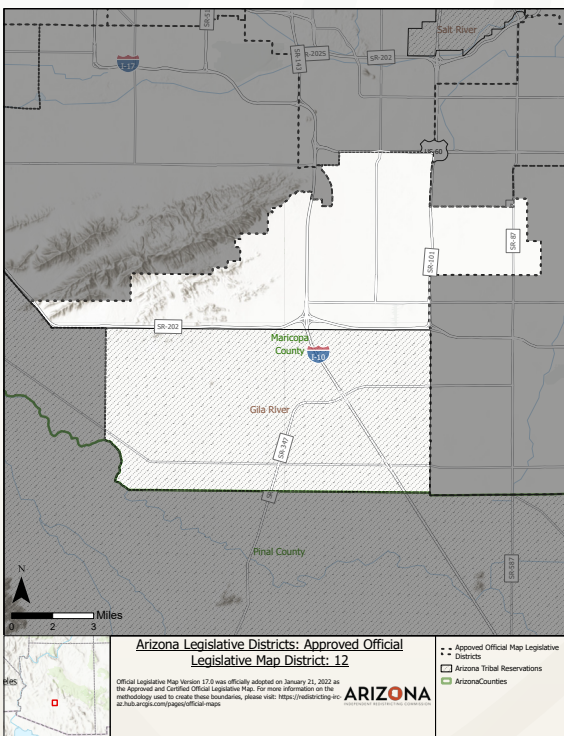 SR-51
Salt River
I-17
SR-143
SR-202S
SR-202
US-60
SR-87
SR-101
SR-202
Maricopa
County
I-10
Gila River
SR-347
Pinal County
SR-587
N
Miles
0 2 3
Arizona Legislative Districts: Approved Official
Legislative Map District: 12
Official Legislative Map Version 17.0 was officially adopted on January 21, 2022 as
the Approved and Certified Official Legislative Map. For more information on the
methodology used to create these boundaries, please visit: https://redistricting-irc-
az.hub.arcgis.com/pages/official-maps
ARIZONA
INDEPENDENT REDISTRICTING COMMISSION
Appoved Official Map Legislative
Districts
Arizona Tribal Reservations
ArizonaCounties
eles